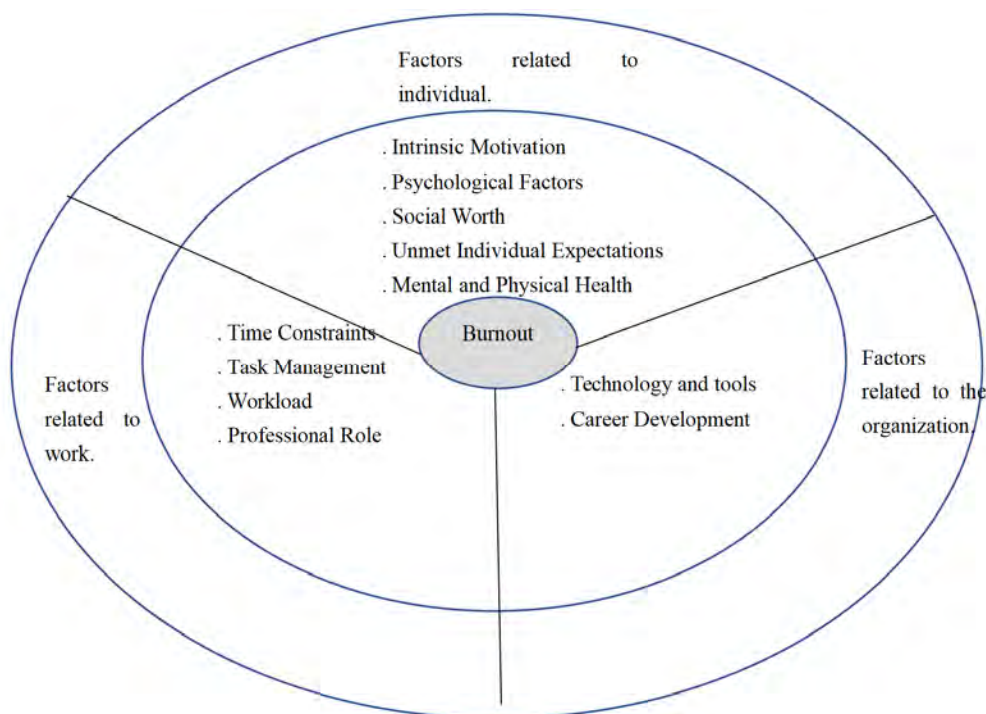 Factors related to
individual.
. Intrinsic Motivation
. Psychological Factors
. Social Worth
. Unmet Individual Expectations
. Mental and Physical Health
Burnout
. Time Constraints
. Task Management
. Workload
. Professional Role
Factors
related to
work.
. Technology and tools
. Career Development
Factors
related to the
organization.